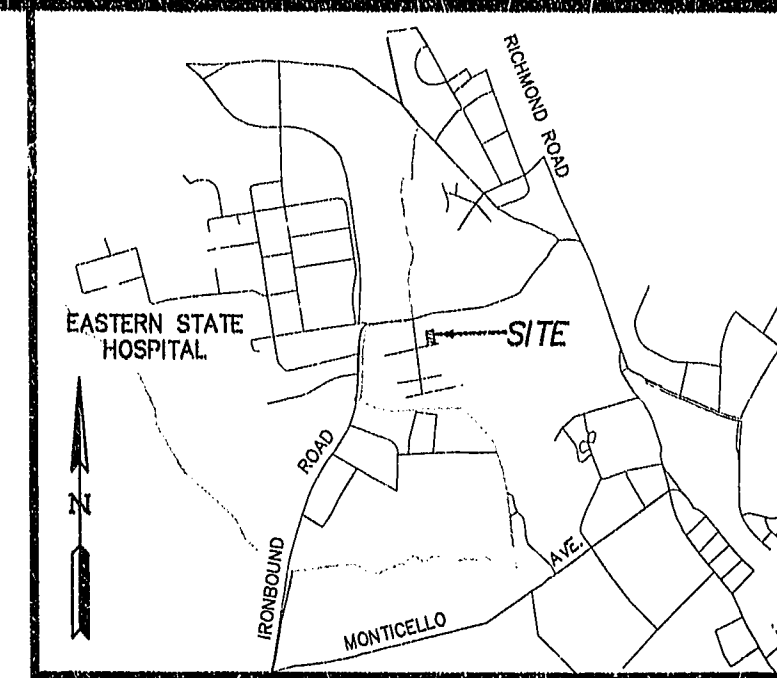 RICHMOND ROAD
EASTERN STATE
HOSPITAL
SITE
N
IRONBOUND ROAD
MONTICELLO AVE.